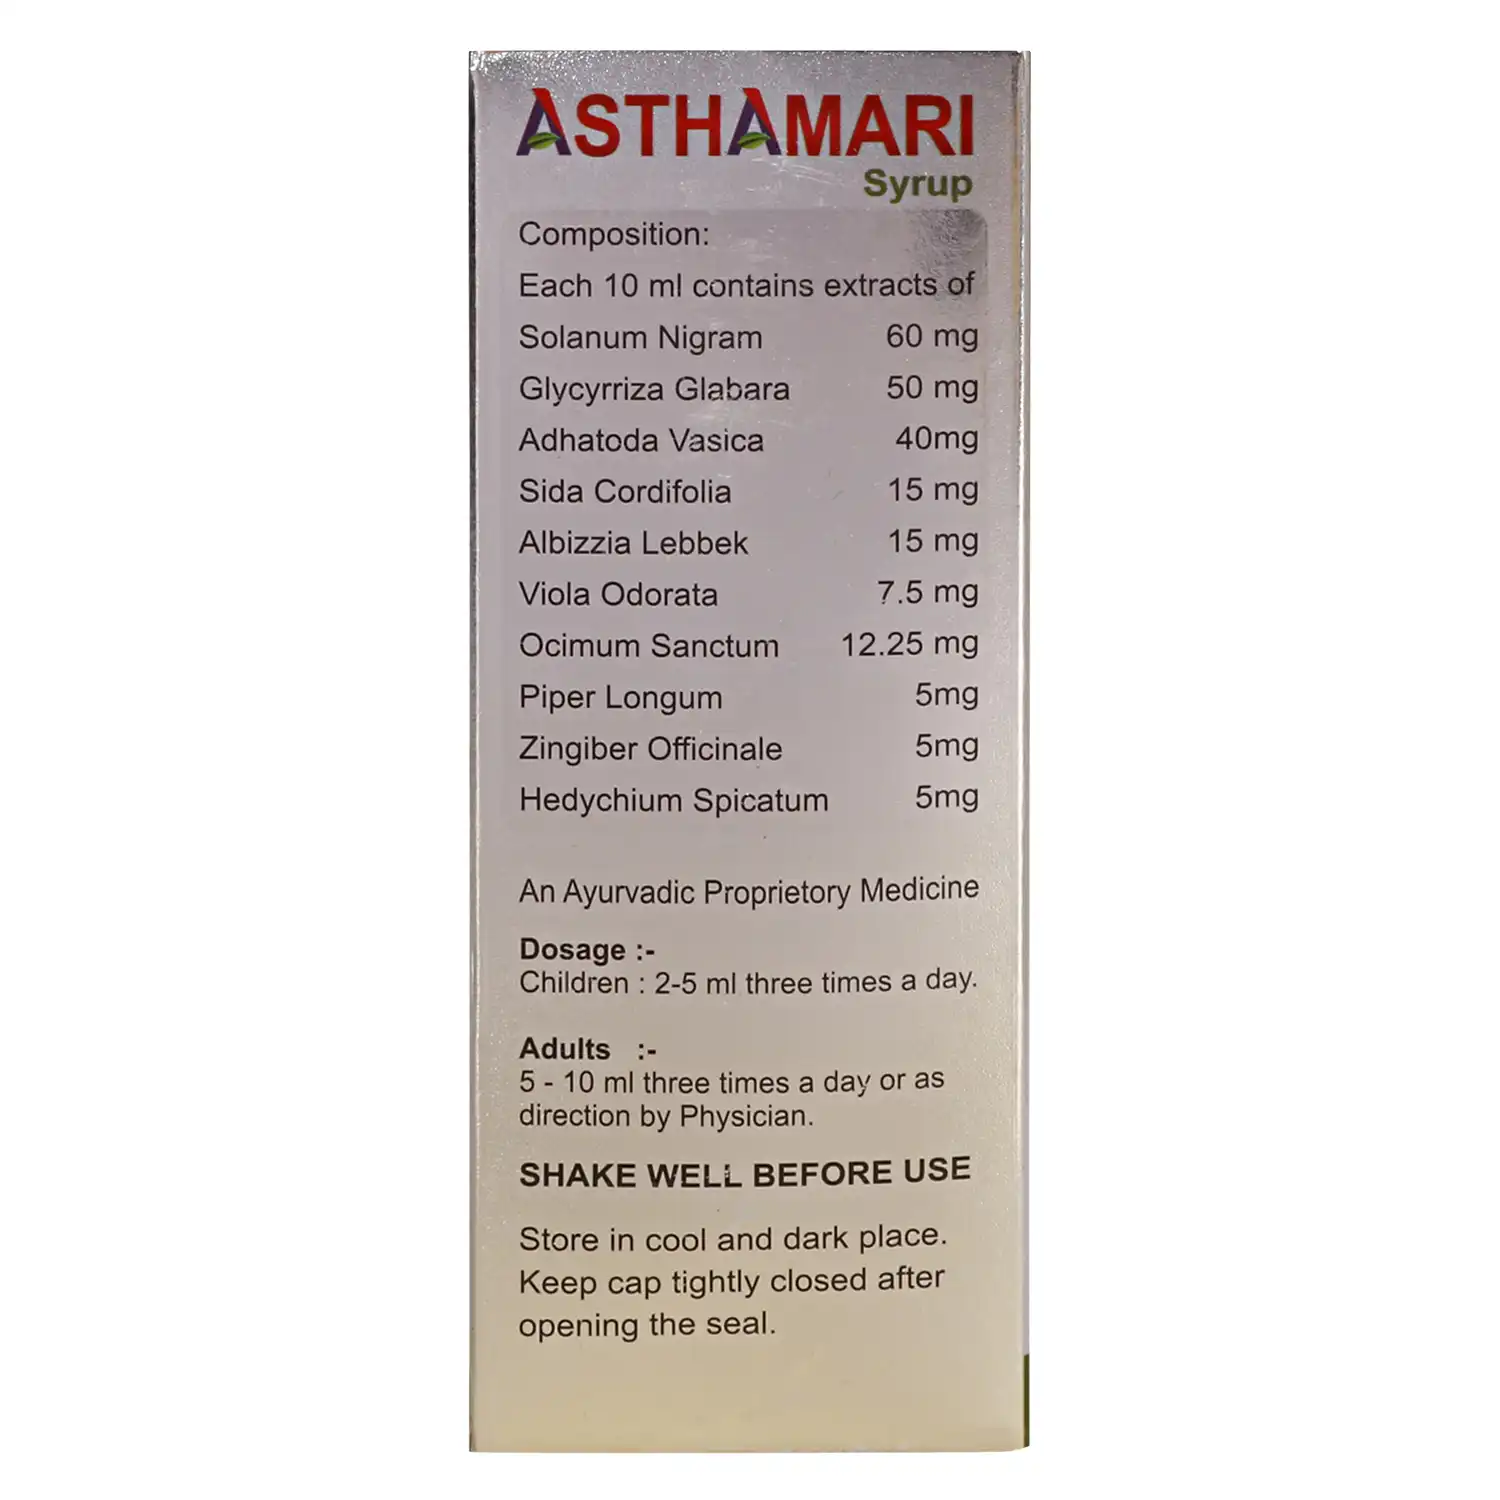 ASTHAMARI
Syrup
Composition:
Each 10 ml contains extracts of
Solanum Nigram 60 mg
Glycyrriza Glabara 50 mg
Adhatoda Vasica 40mg
Sida Cordifolia 15 mg
Albizzia Lebbek 15 mg
Viola Odorata 7.5 mg
Ocimum Sanctum 12.25 mg
Piper Longum 5mg
Zingiber Officinale 5mg
Hedychium Spicatum 5mg
An Ayurvadic Proprietory Medicine
Dosage :-
Children : 2-5 ml three times a day.
Adults :-
5 - 10 ml three times a day or as
direction by Physician.
SHAKE WELL BEFORE USE
Store in cool and dark place.
Keep cap tightly closed after
opening the seal.